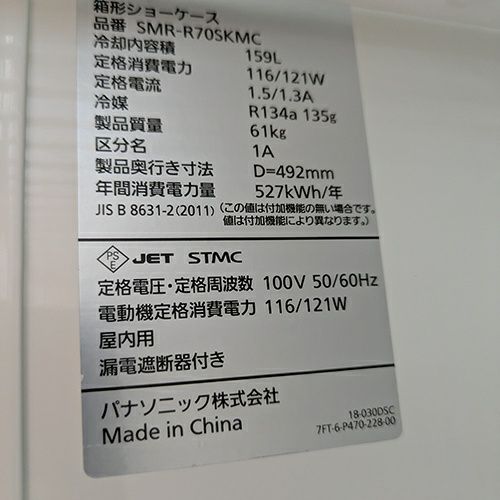 箱形ショーケース
品番 SMR-R70SKMC
冷却内容積 159L
定格消費電力 116/121W
定格電流 1.5/1.3A
冷媒 R134a 135g
製品質量 61kg
区分名 1A
製品奥行き寸法 D=492mm
年間消費電力量 527kWh/年
JIS B 8631-2(2011) (この値は付加機能の無い場合です。
値は付加機能により異なります。)
PS E JET STMC
定格電圧・定格周波数 100V 50/60Hz
電動機定格消費電力 116/121W
屋内用
漏電遮断器付き
パナソニック株式会社
Made in China
18-030DSC
7FT-6-P470-228-00